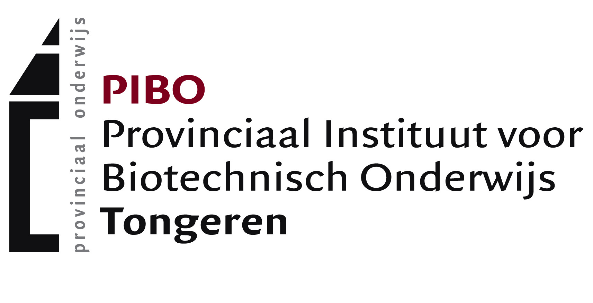 provinciaal onderwijs
PIBO
Provinciaal Instituut voor
Biotechnisch Onderwijs
Tongeren